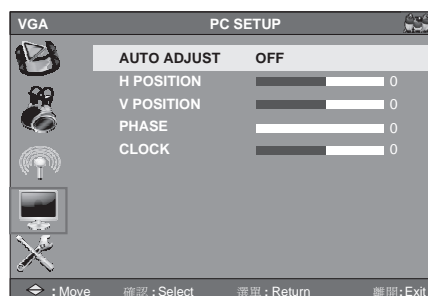 VGA PC SETUP
AUTO ADJUST OFF
H POSITION 0
V POSITION 0
PHASE 0
CLOCK 0
: Move 確認 : Select 選單 : Return 離開 : Exit